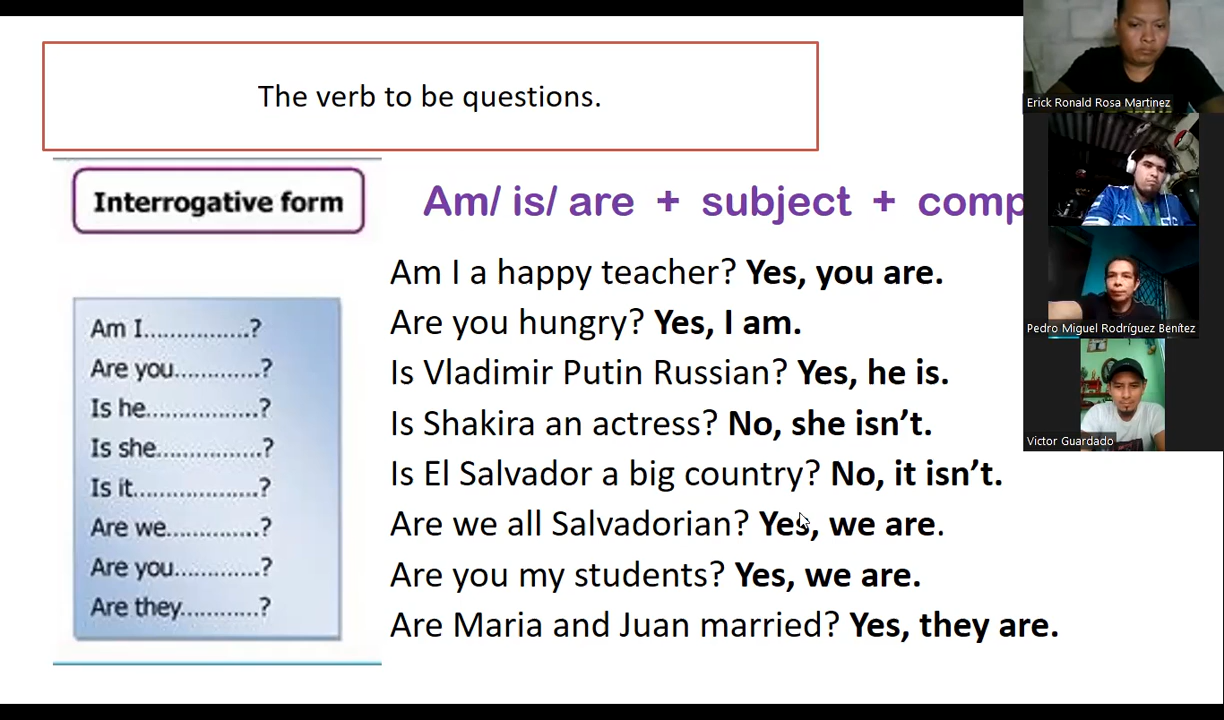 The verb to be questions.
Interrogative form
Am/ is/ are + subject + comp
Am I................?
Are you.............?
Is he.................?
Is she................?
Is it...................?
Are we..............?
Are you.............?
Are they............?
Am I a happy teacher? Yes, you are.
Are you hungry? Yes, I am.
Is Vladimir Putin Russian? Yes, he is.
Is Shakira an actress? No, she isn’t.
Is El Salvador a big country? No, it isn’t.
Are we all Salvadorian? Yes, we are.
Are you my students? Yes, we are.
Are Maria and Juan married? Yes, they are.
Erick Ronald Rosa Martinez
Pedro Miguel Rodríguez Benítez
Victor Guardado